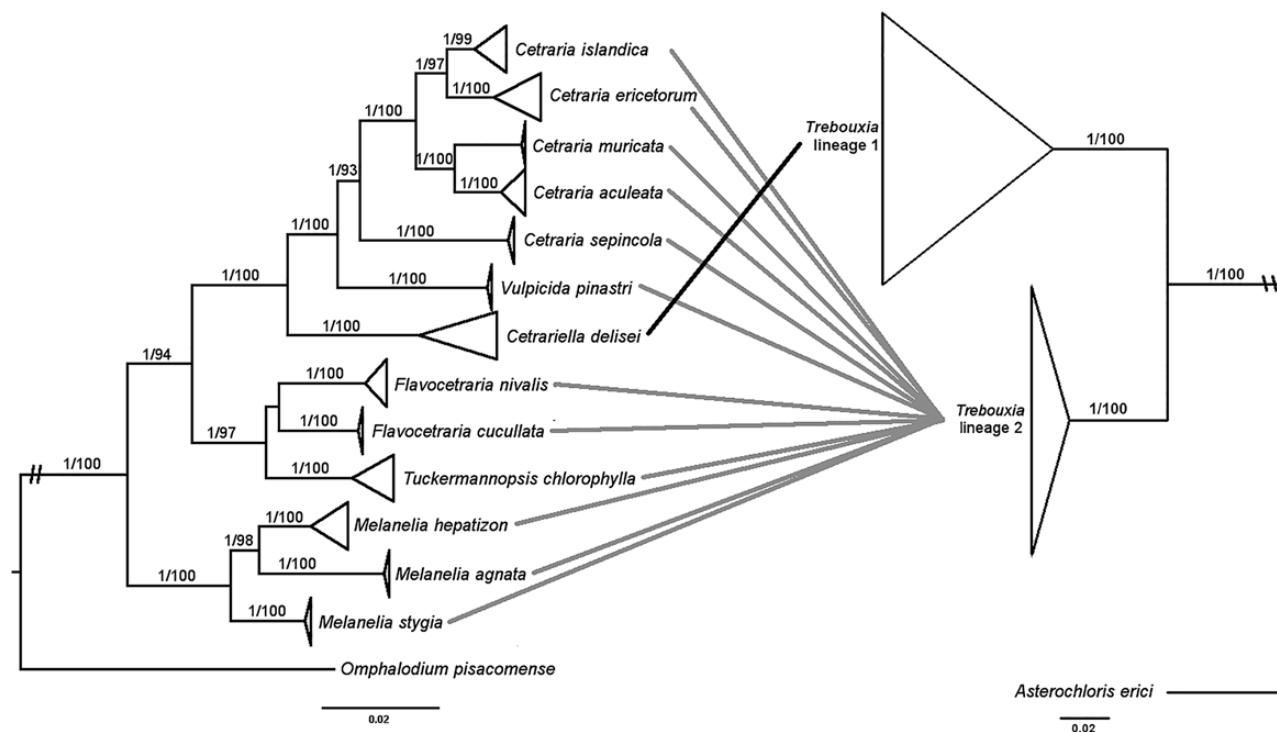 1/99
Cetraria islandica
1/97
1/100
Cetraria ericetorum
1/100
Cetraria muricata
1/100
1/100
Cetraria aculeata
1/93
1/100
Cetraria sepincola
1/100
1/100
Vulpicida pinastri
1/100
1/100
Cetrariella delisei
1/94
1/100
Flavocetraria nivalis
1/100
Flavocetraria cucullata
1/97
1/100
Tuckermannopsis chlorophylla
1/100
1/100
Melanelia hepatizon
1/98
1/100
Melanelia agnata
1/100
1/100
Melanelia stygia
Omphalodium pisacomense
0.02
Trebouxia
lineage 1
1/100
1/100
Trebouxia
lineage 2
1/100
Asterochloris erici
0.02